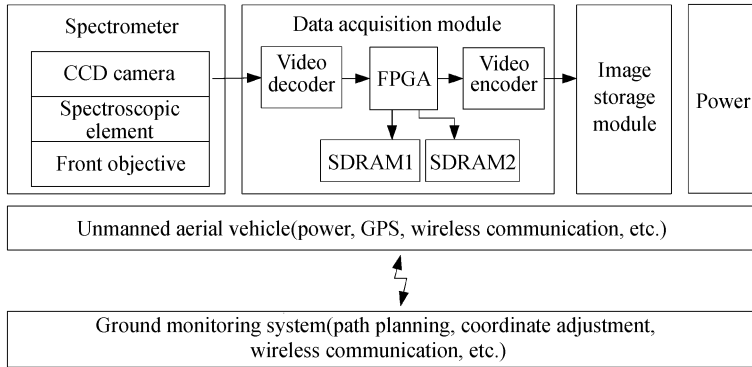 Spectrometer
CCD camera
Spectroscopic
element
Front objective
Data acquisition module
Video
decoder
FPGA
Video
encoder
SDRAM1
SDRAM2
Image
storage
module
Power
Unmanned aerial vehicle(power, GPS, wireless communication, etc.)
Ground monitoring system(path planning, coordinate adjustment,
wireless communication, etc.)